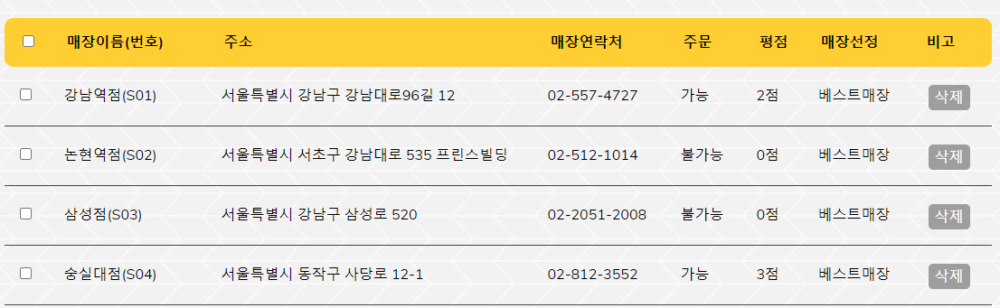 매장이름(번호) 주소 매장연락처 주문 평점 매장선정 비고
강남역점(S01) 서울특별시 강남구 강남대로96길 12 02-557-4727 가능 2점 베스트매장 삭제
논현역점(S02) 서울특별시 서초구 강남대로 535 프린스빌딩 02-512-1014 불가능 0점 베스트매장 삭제
삼성점(S03) 서울특별시 강남구 삼성로 520 02-2051-2008 불가능 0점 베스트매장 삭제
숭실대점(S04) 서울특별시 동작구 사당로 12-1 02-812-3552 가능 3점 베스트매장 삭제